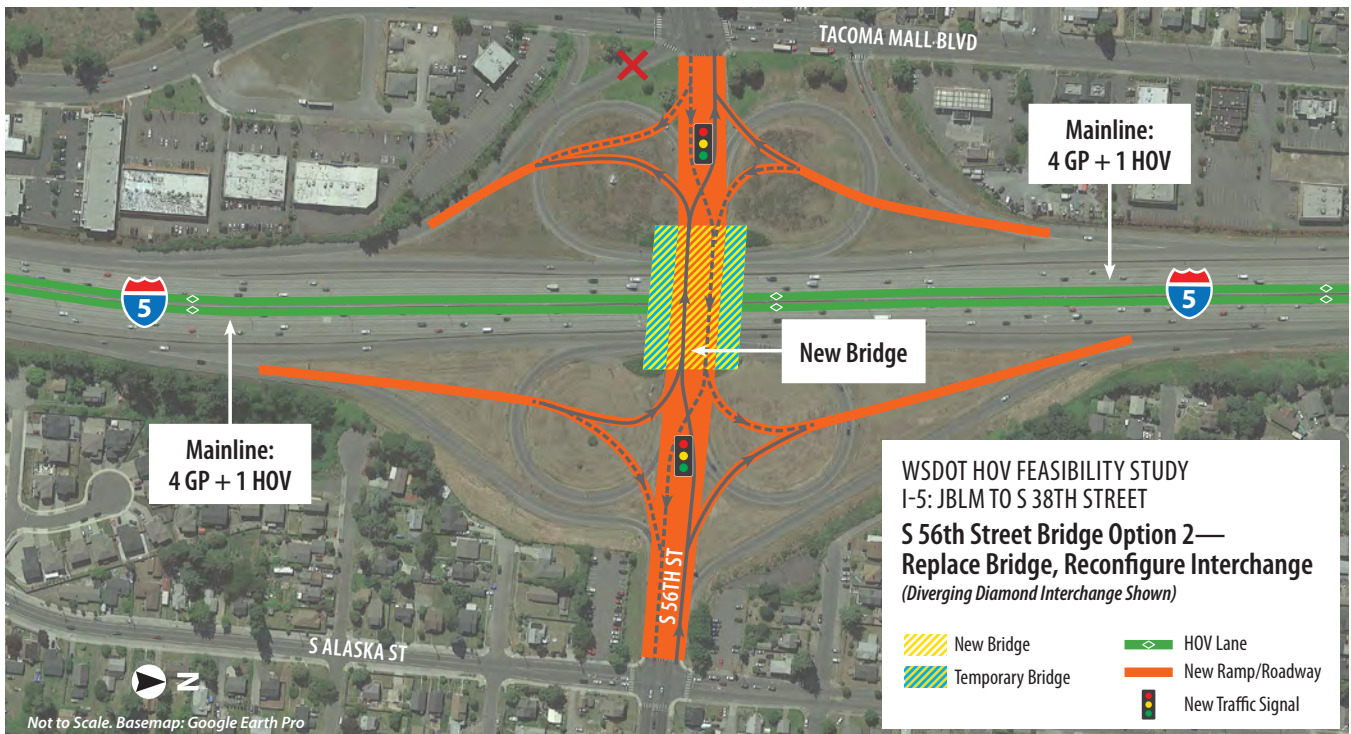 TACOMA MALL BLVD
Mainline:
4 GP + 1 HOV
5
5
New Bridge
Mainline:
4 GP + 1 HOV
S 56TH ST
S ALASKA ST
N
Not to Scale. Basemap: Google Earth Pro
WSDOT HOV FEASIBILITY STUDY
I-5: JBLM TO S 38TH STREET
S 56th Street Bridge Option 2—
Replace Bridge, Reconfigure Interchange
(Diverging Diamond Interchange Shown)
New Bridge
Temporary Bridge
HOV Lane
New Ramp/Roadway
New Traffic Signal